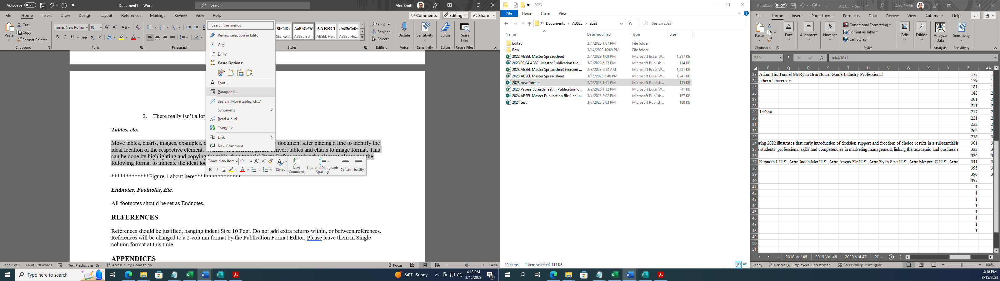 AutoSave Off Document1 - Word Search Alex Smith
File Home Insert Draw Design Layout References Mailings Review View Help Comments Editing Share
Paste Cut Copy Format Painter Clipboard
Times New Roma 10 Font
Paragraph
AaBbCcDd AaBbCcDd AABBCC AaBbCcD
ABSEL Bo... ABSEL He... ABSEL He...
Styles
Find Replace Select Editing
Dictate Voice
Sensitivity Sensitivity
Editor Editor
Reuse Files Reuse Files
Search the menus
Review selection in Editor
Cut
Copy
Paste Options:
Font...
Paragraph...
Search "Move tables, ch..."
Synonyms
Read Aloud
Translate
Link
New Comment
Times New Rom 10
Styles New Comment Line and Paragraph Spacing Center Justify
2. There really isn't a lot
Tables, etc.
Move tables, charts, images, examples, e document after placing a line to identify the
ideal location of the respective element. convert tables and charts to image format. This
can be done by highlighting and copying the
following format to indicate the ideal loc
*************Figure 1 about here****************
Endnotes, Footnotes, Etc.
All footnotes should be set as Endnotes.
REFERENCES
References should be justified, hanging indent Size 10 Font. Do not add extra returns within, or between references.
References will be changed to a 2-column format by the Publication Format Editor, Please leave them in Single
column format at this time.
APPENDICES
Page 2 of 2 66 of 578 words Text Predictions: On Accessibility: Good to go Focus 140%
Type here to search 64°F Sunny 4:18 PM
3/15/2023
2023
File Home Share View
Documents > ABSEL > 2023 Search 2023
Name Date modified Type Size
Edited 2/4/2023 1:07 PM File folder
Raw 3/14/2023 10:09 PM File folder
2022 ABSEL Master Spreadsheet 2/4/2023 1:09 PM Microsoft Excel W... 1,217 KB
2023 02 04 ABSEL Master Publication file ... 3/2/2023 6:33 PM Microsoft Publish... 114 KB
2023 ABSEL Master Spreadsheet (version ... 2/8/2023 7:33 AM Microsoft Excel W... 1,221 KB
2023 ABSEL Master Spreadsheet 3/15/2023 3:46 PM Microsoft Excel W... 1,241 KB
2023 new format 3/9/2023 1:41 PM Microsoft Publish... 115 KB
2023 Papers Spreadsheet in Publication o... 3/2/2023 1:32 PM Microsoft Excel W... 41 KB
2024 ABSEL Master Publication file 1 colu... 3/4/2023 3:02 PM Microsoft Publish... 127 KB
2024 test 3/7/2023 3:03 PM Microsoft Publish... 188 KB
10 items 1 item selected 115 KB
AutoSave Off 2023... • Sav... Alex Smith
File Home Insert Page Layout Formulas Data Review View Automate Help
Paste Clipboard
Font Alignment Number
Conditional Formatting
Format as Table
Cell Styles
Styles
Cells Editing Analyze Data Analysis Sensitivity Sensitivity
Z39 =AA38+1
P Q R S T U V W X Y Z AA
23 Adam Hna Tunnel Mo Ryan Brun Board Game Industry Professional 175 1
24 outhern University 179 1
25 181 1
26 188 2
27 201 2
28 211 2
29 Lisboa 217 2
30 221 2
31 222 2
32 262 2
33 276 3
34 ring 2022 illustrates that early introduction of decision support and freedom of choice results in a substantial in 301 3
35 students' professional skills and competencies in marketing management, linking the academic and business e 322 3
36 326 3
37 Kenneth L U.S. Army Jacob Mo U.S. Army Angus Fle U.S. Army Ryan Stro U.S. Army Morgan C U.S. Army 341 3
38 395 3
39 396 3
40 397
41 1
42 1
43 1
44 1
45 1
46 1
47 1
48 1
49
50
51
... 2018 Vol 45 2019 Vol 46 2020 Vol 47 ...
Ready General\All Employees (unrestricted) Accessibility: Investigate 100%
4:18 PM
3/15/2023